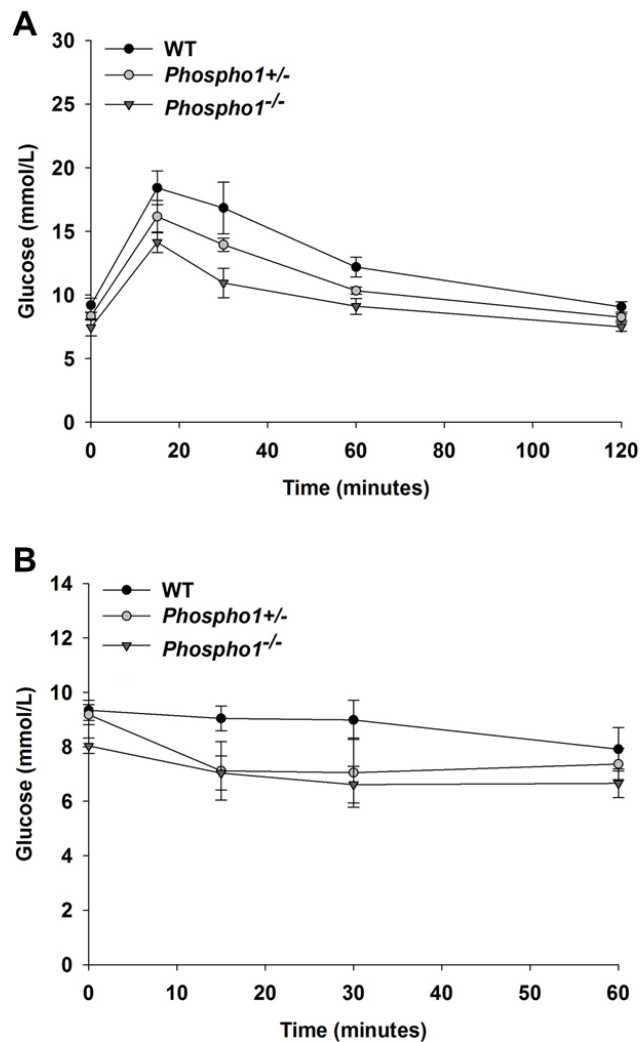 A
30
25
20
15
10
5
0
Glucose (mmol/L)
WT
Phospho1+/-
Phospho1-/-
0 20 40 60 80 100 120
Time (minutes)
B
14
12
10
8
6
4
2
0
Glucose (mmol/L)
WT
Phospho1+/-
Phospho1-/-
0 10 20 30 40 50 60
Time (minutes)